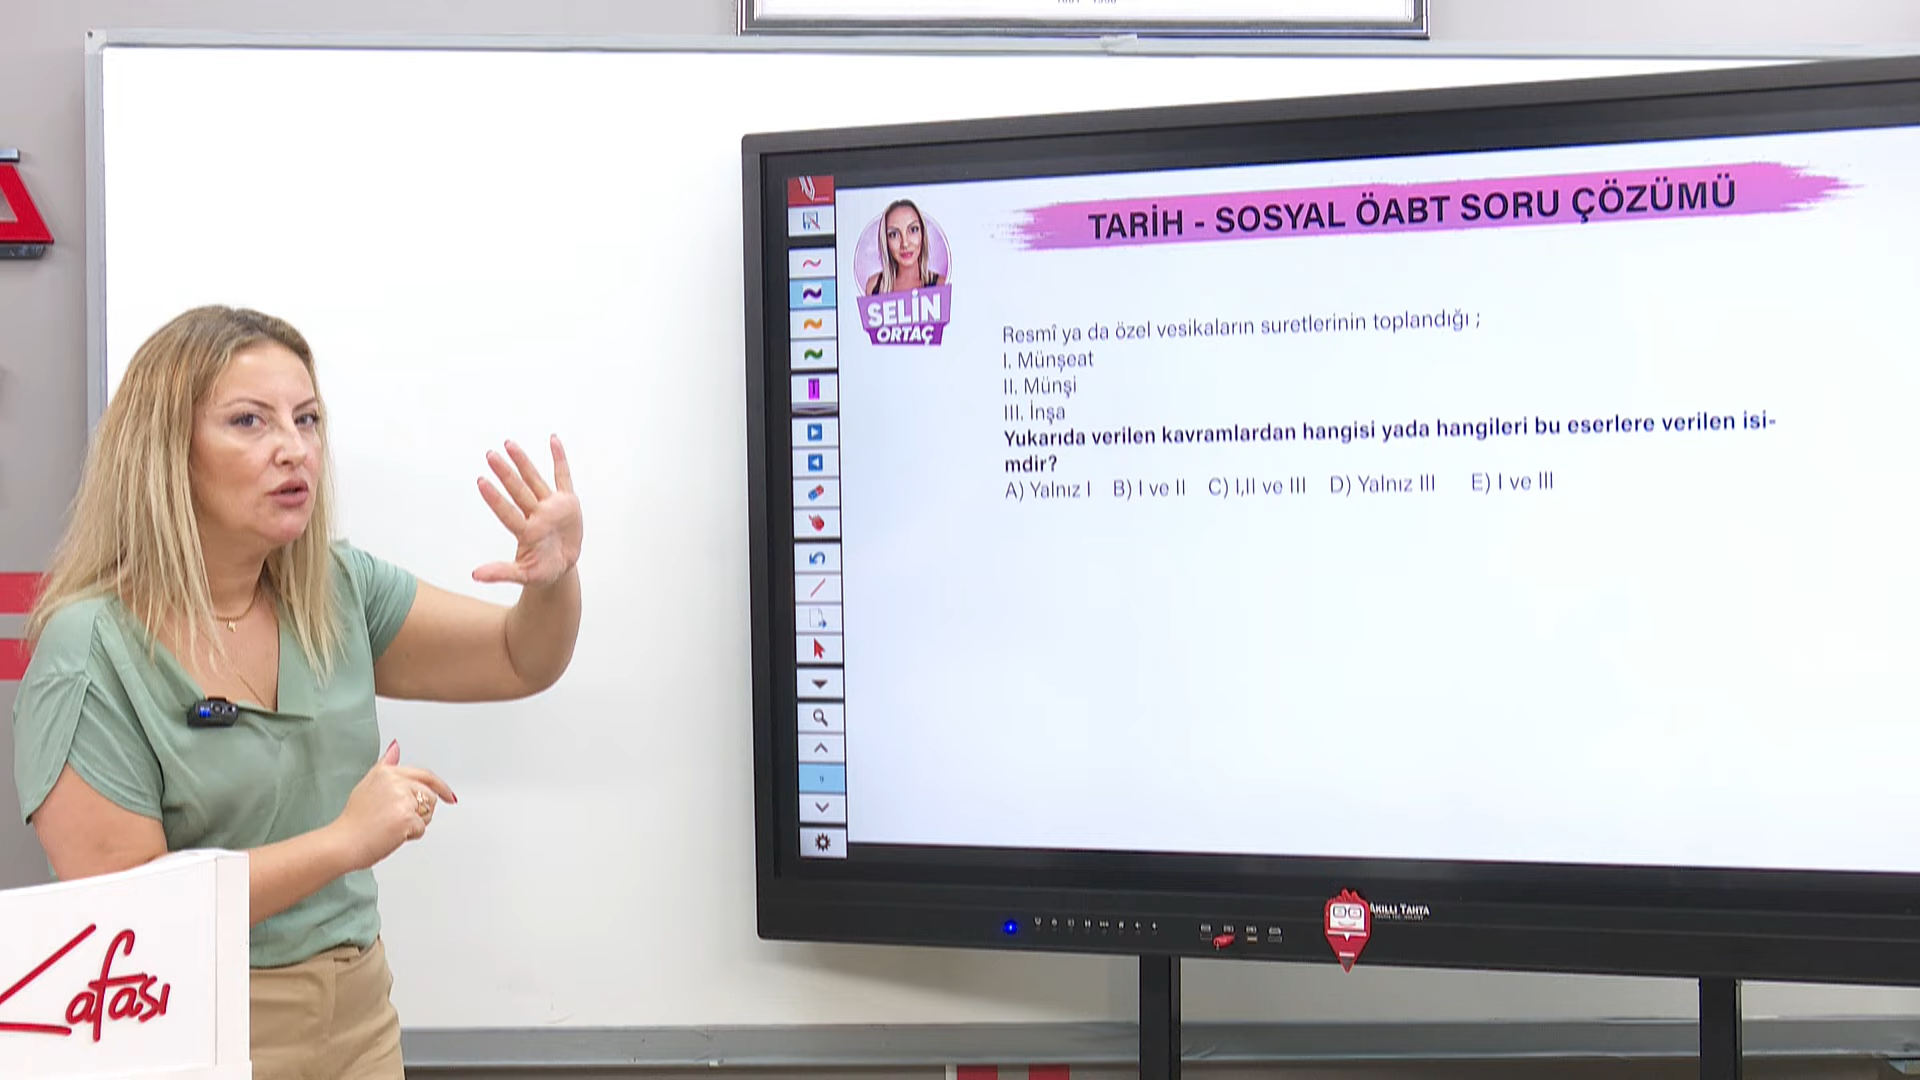 TARİH - SOSYAL ÖABT SORU ÇÖZÜMÜ
SELİN
ORTAÇ
Resmî ya da özel vesikaların suretlerinin toplandığı ;
I. Münşeat
II. Münşi
III. İnşa
Yukarıda verilen kavramlardan hangisi yada hangileri bu eserlere verilen isi-
mdir?
A) Yalnız I B) I ve II C) I,II ve III D) Yalnız III E) I ve III
AKILLI TAHTA
Kafası